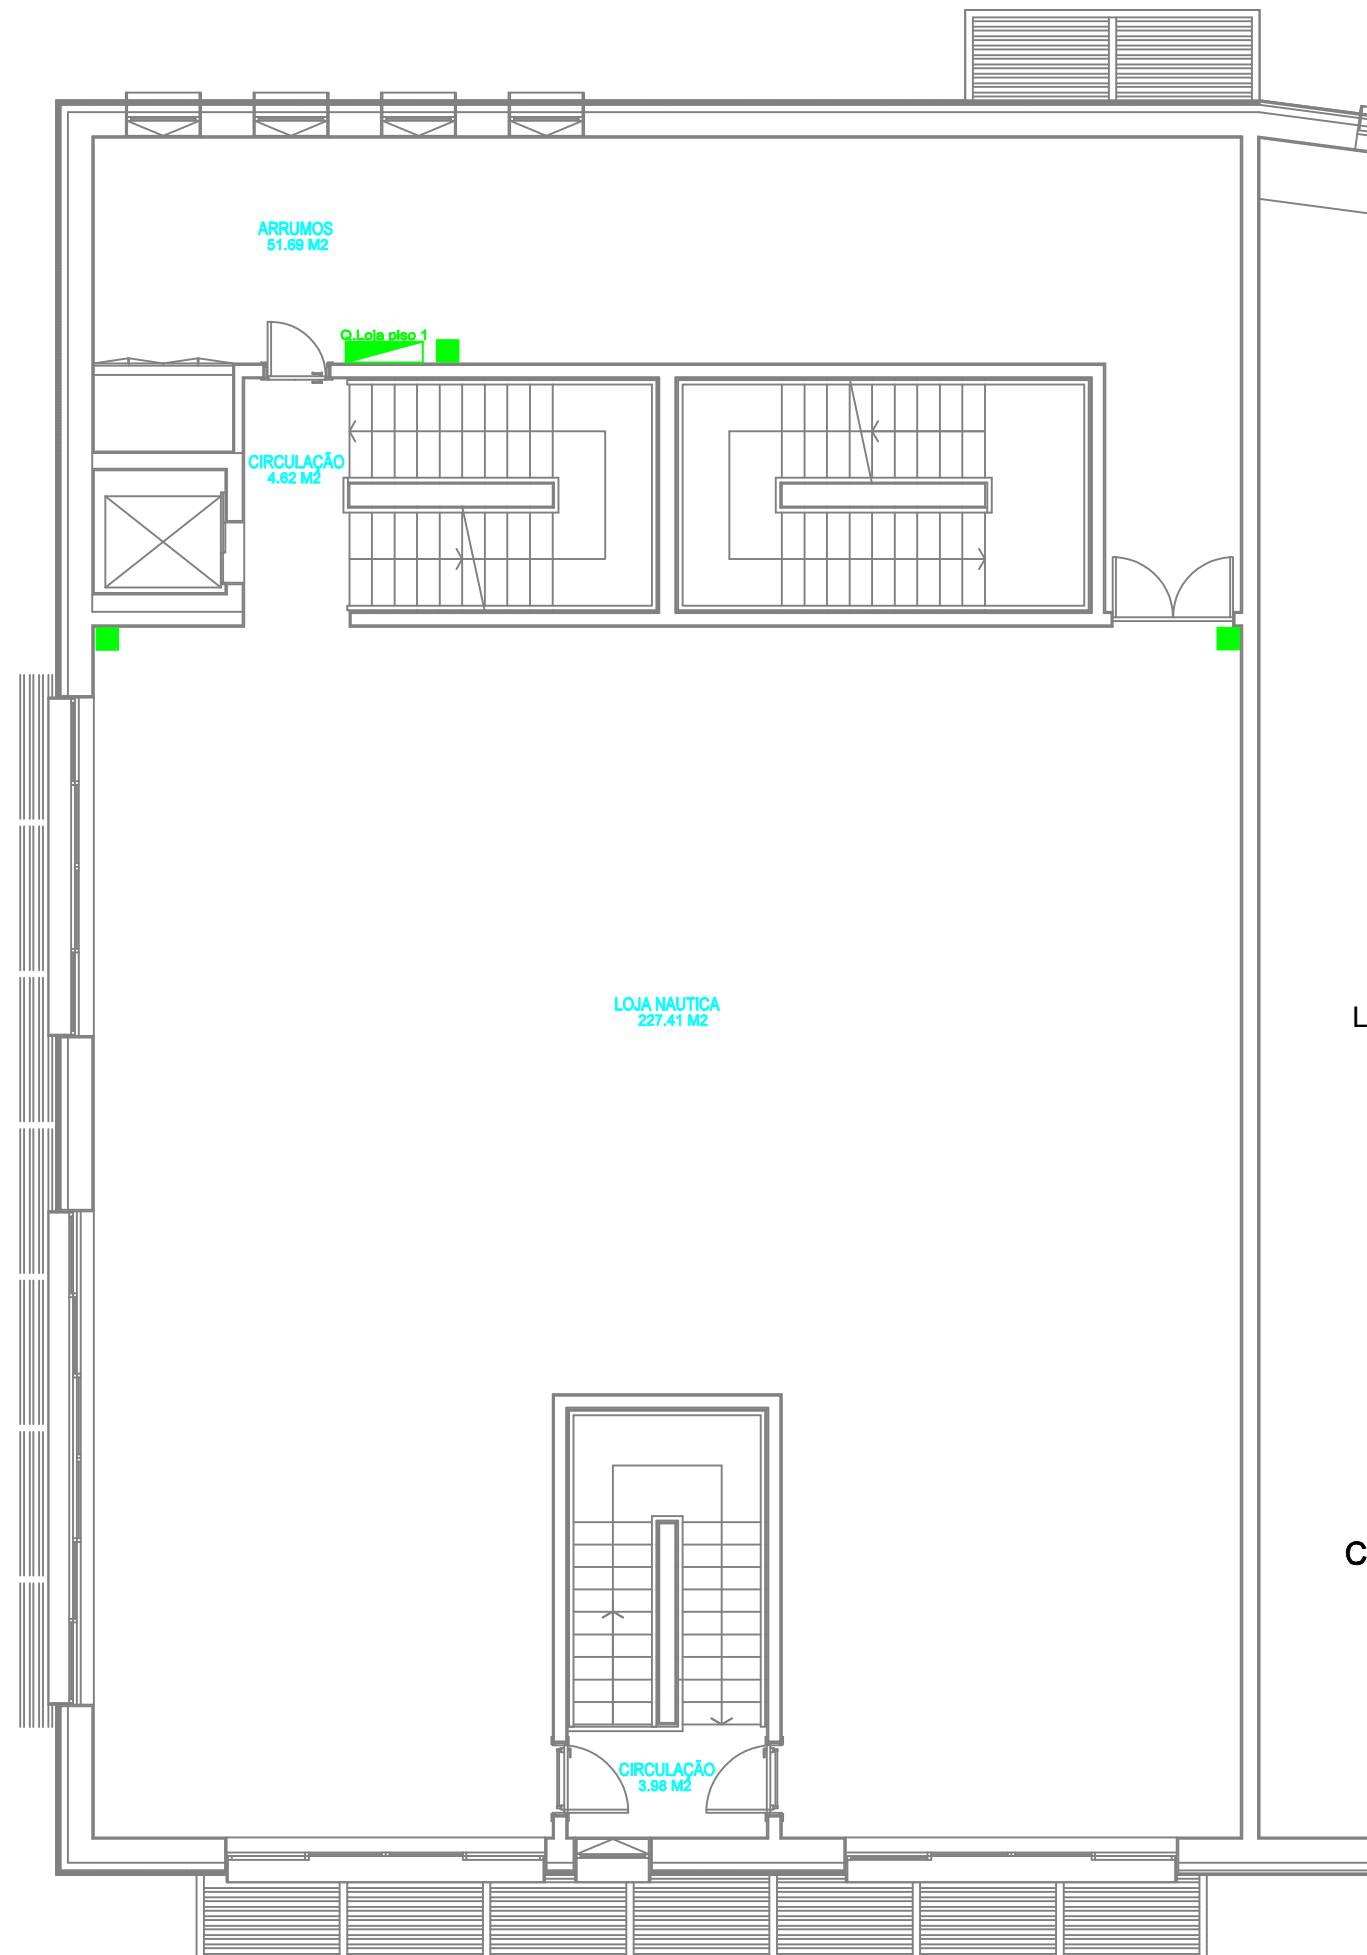 ARRUMOS
51.69 M2
Q.Loja piso 1
CIRCULAÇÃO
4.62 M2
LOJA NAUTICA
227.41 M2
L
C
CIRCULAÇÃO
3.98 M2